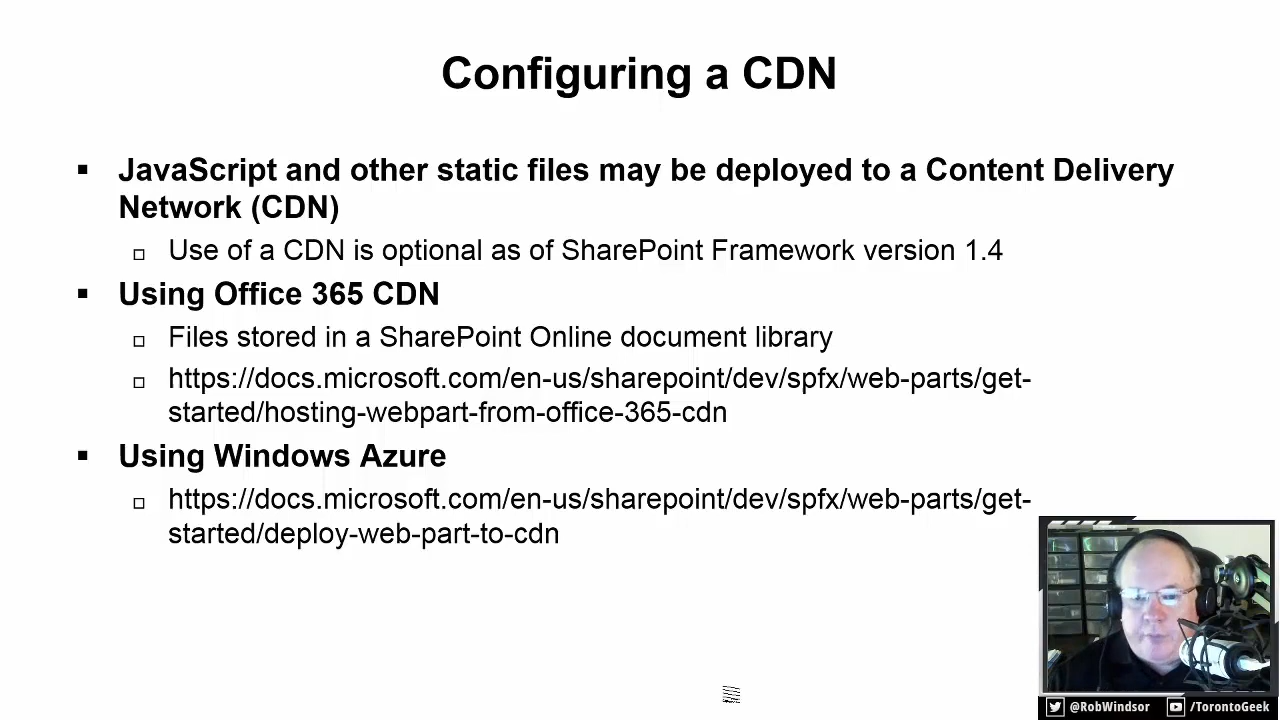 Configuring a CDN
JavaScript and other static files may be deployed to a Content Delivery
Network (CDN)
Use of a CDN is optional as of SharePoint Framework version 1.4
Using Office 365 CDN
Files stored in a SharePoint Online document library
https://docs.microsoft.com/en-us/sharepoint/dev/spfx/web-parts/get-
started/hosting-webpart-from-office-365-cdn
Using Windows Azure
https://docs.microsoft.com/en-us/sharepoint/dev/spfx/web-parts/get-
started/deploy-web-part-to-cdn
@RobWindsor /TorontoGeek